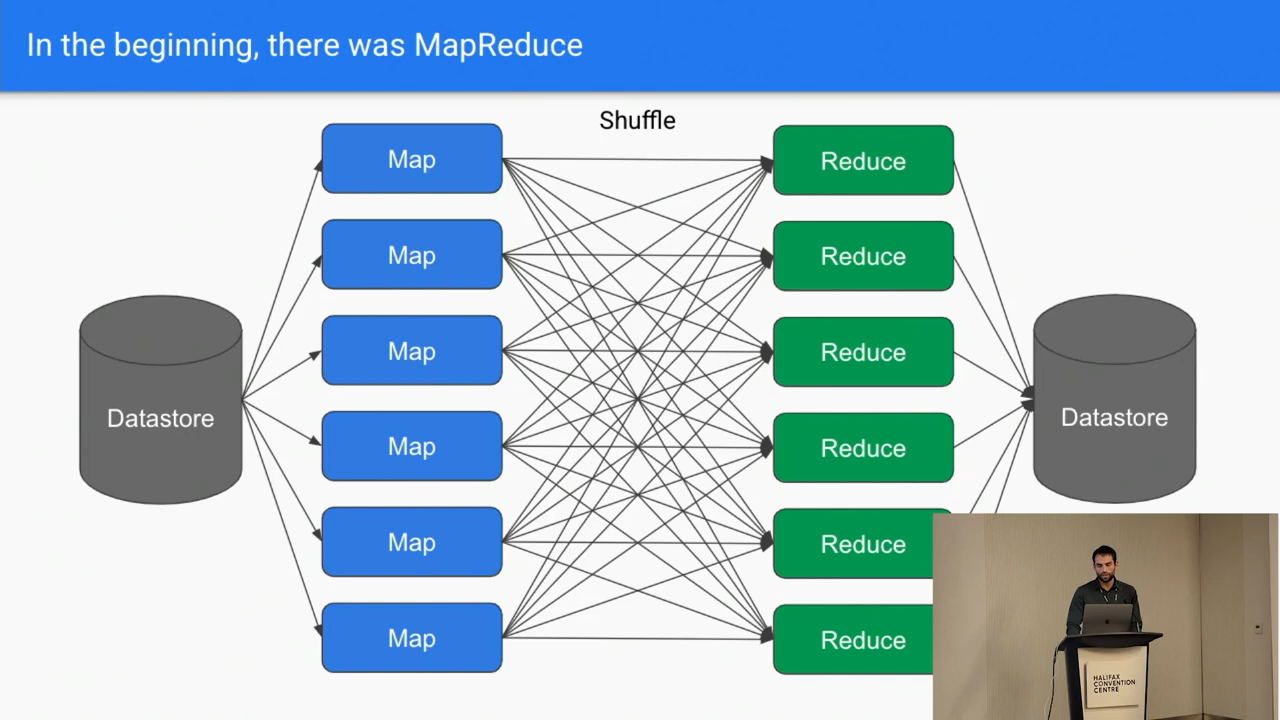 In the beginning, there was MapReduce
Shuffle
Map
Map
Map
Map
Map
Map
Reduce
Reduce
Reduce
Reduce
Reduce
Reduce
Datastore
Datastore
HALIFAX
CONVENTION
CENTRE